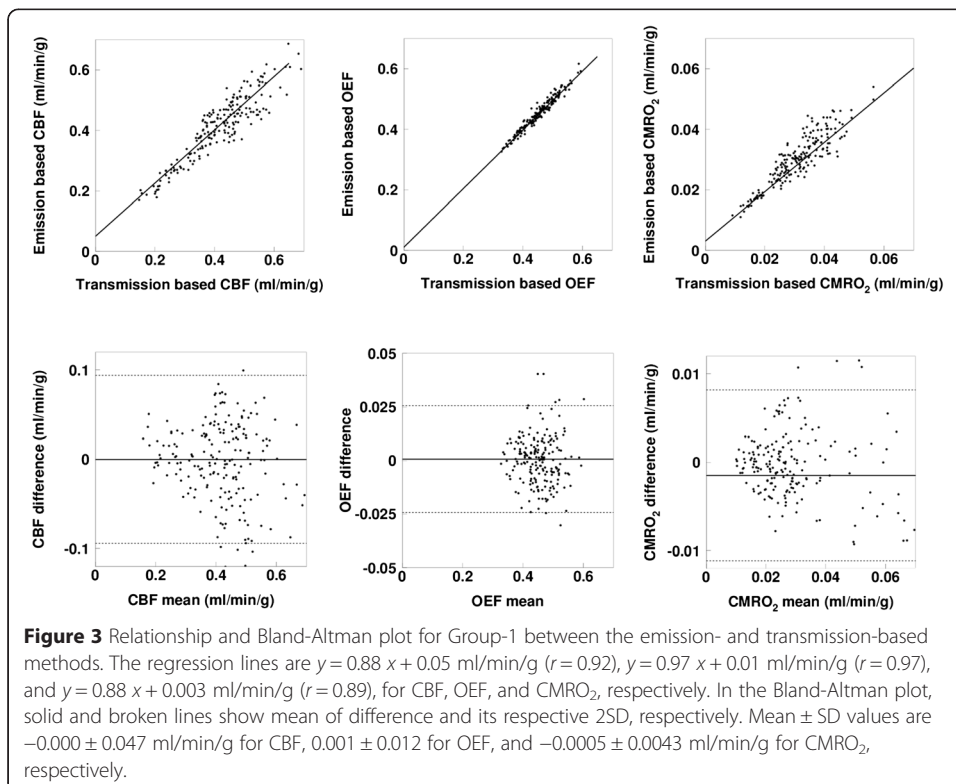 Emission based CBF (ml/min/g)
0.6
0.4
0.2
0
0 0.2 0.4 0.6
Transmission based CBF (ml/min/g)
Emission based OEF
0.6
0.4
0.2
0
0 0.2 0.4 0.6
Transmission based OEF
Emission based CMRO₂ (ml/min/g)
0.06
0.04
0.02
0
0 0.02 0.04 0.06
Transmission based CMRO₂ (ml/min/g)
CBF difference (ml/min/g)
0.1
0
-0.1
0 0.2 0.4 0.6
CBF mean (ml/min/g)
OEF difference
0.05
0.025
0
-0.025
-0.05
0 0.2 0.4 0.6
OEF mean
CMRO₂ difference (ml/min/g)
0.01
0
-0.01
0 0.02 0.04 0.06
CMRO₂ mean (ml/min/g)
Figure 3 Relationship and Bland-Altman plot for Group-1 between the emission- and transmission-based
methods. The regression lines are y = 0.88 x + 0.05 ml/min/g (r = 0.92), y = 0.97 x + 0.01 ml/min/g (r = 0.97),
and y = 0.88 x + 0.003 ml/min/g (r = 0.89), for CBF, OEF, and CMRO₂, respectively. In the Bland-Altman plot,
solid and broken lines show mean of difference and its respective 2SD, respectively. Mean ± SD values are
−0.000 ± 0.047 ml/min/g for CBF, 0.001 ± 0.012 for OEF, and −0.0005 ± 0.0043 ml/min/g for CMRO₂,
respectively.